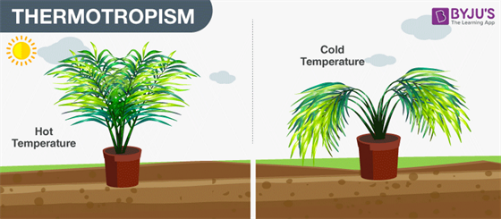 THERMOTROPISM
BYJU'S
The Learning App
Hot
Temperature
Cold
Temperature